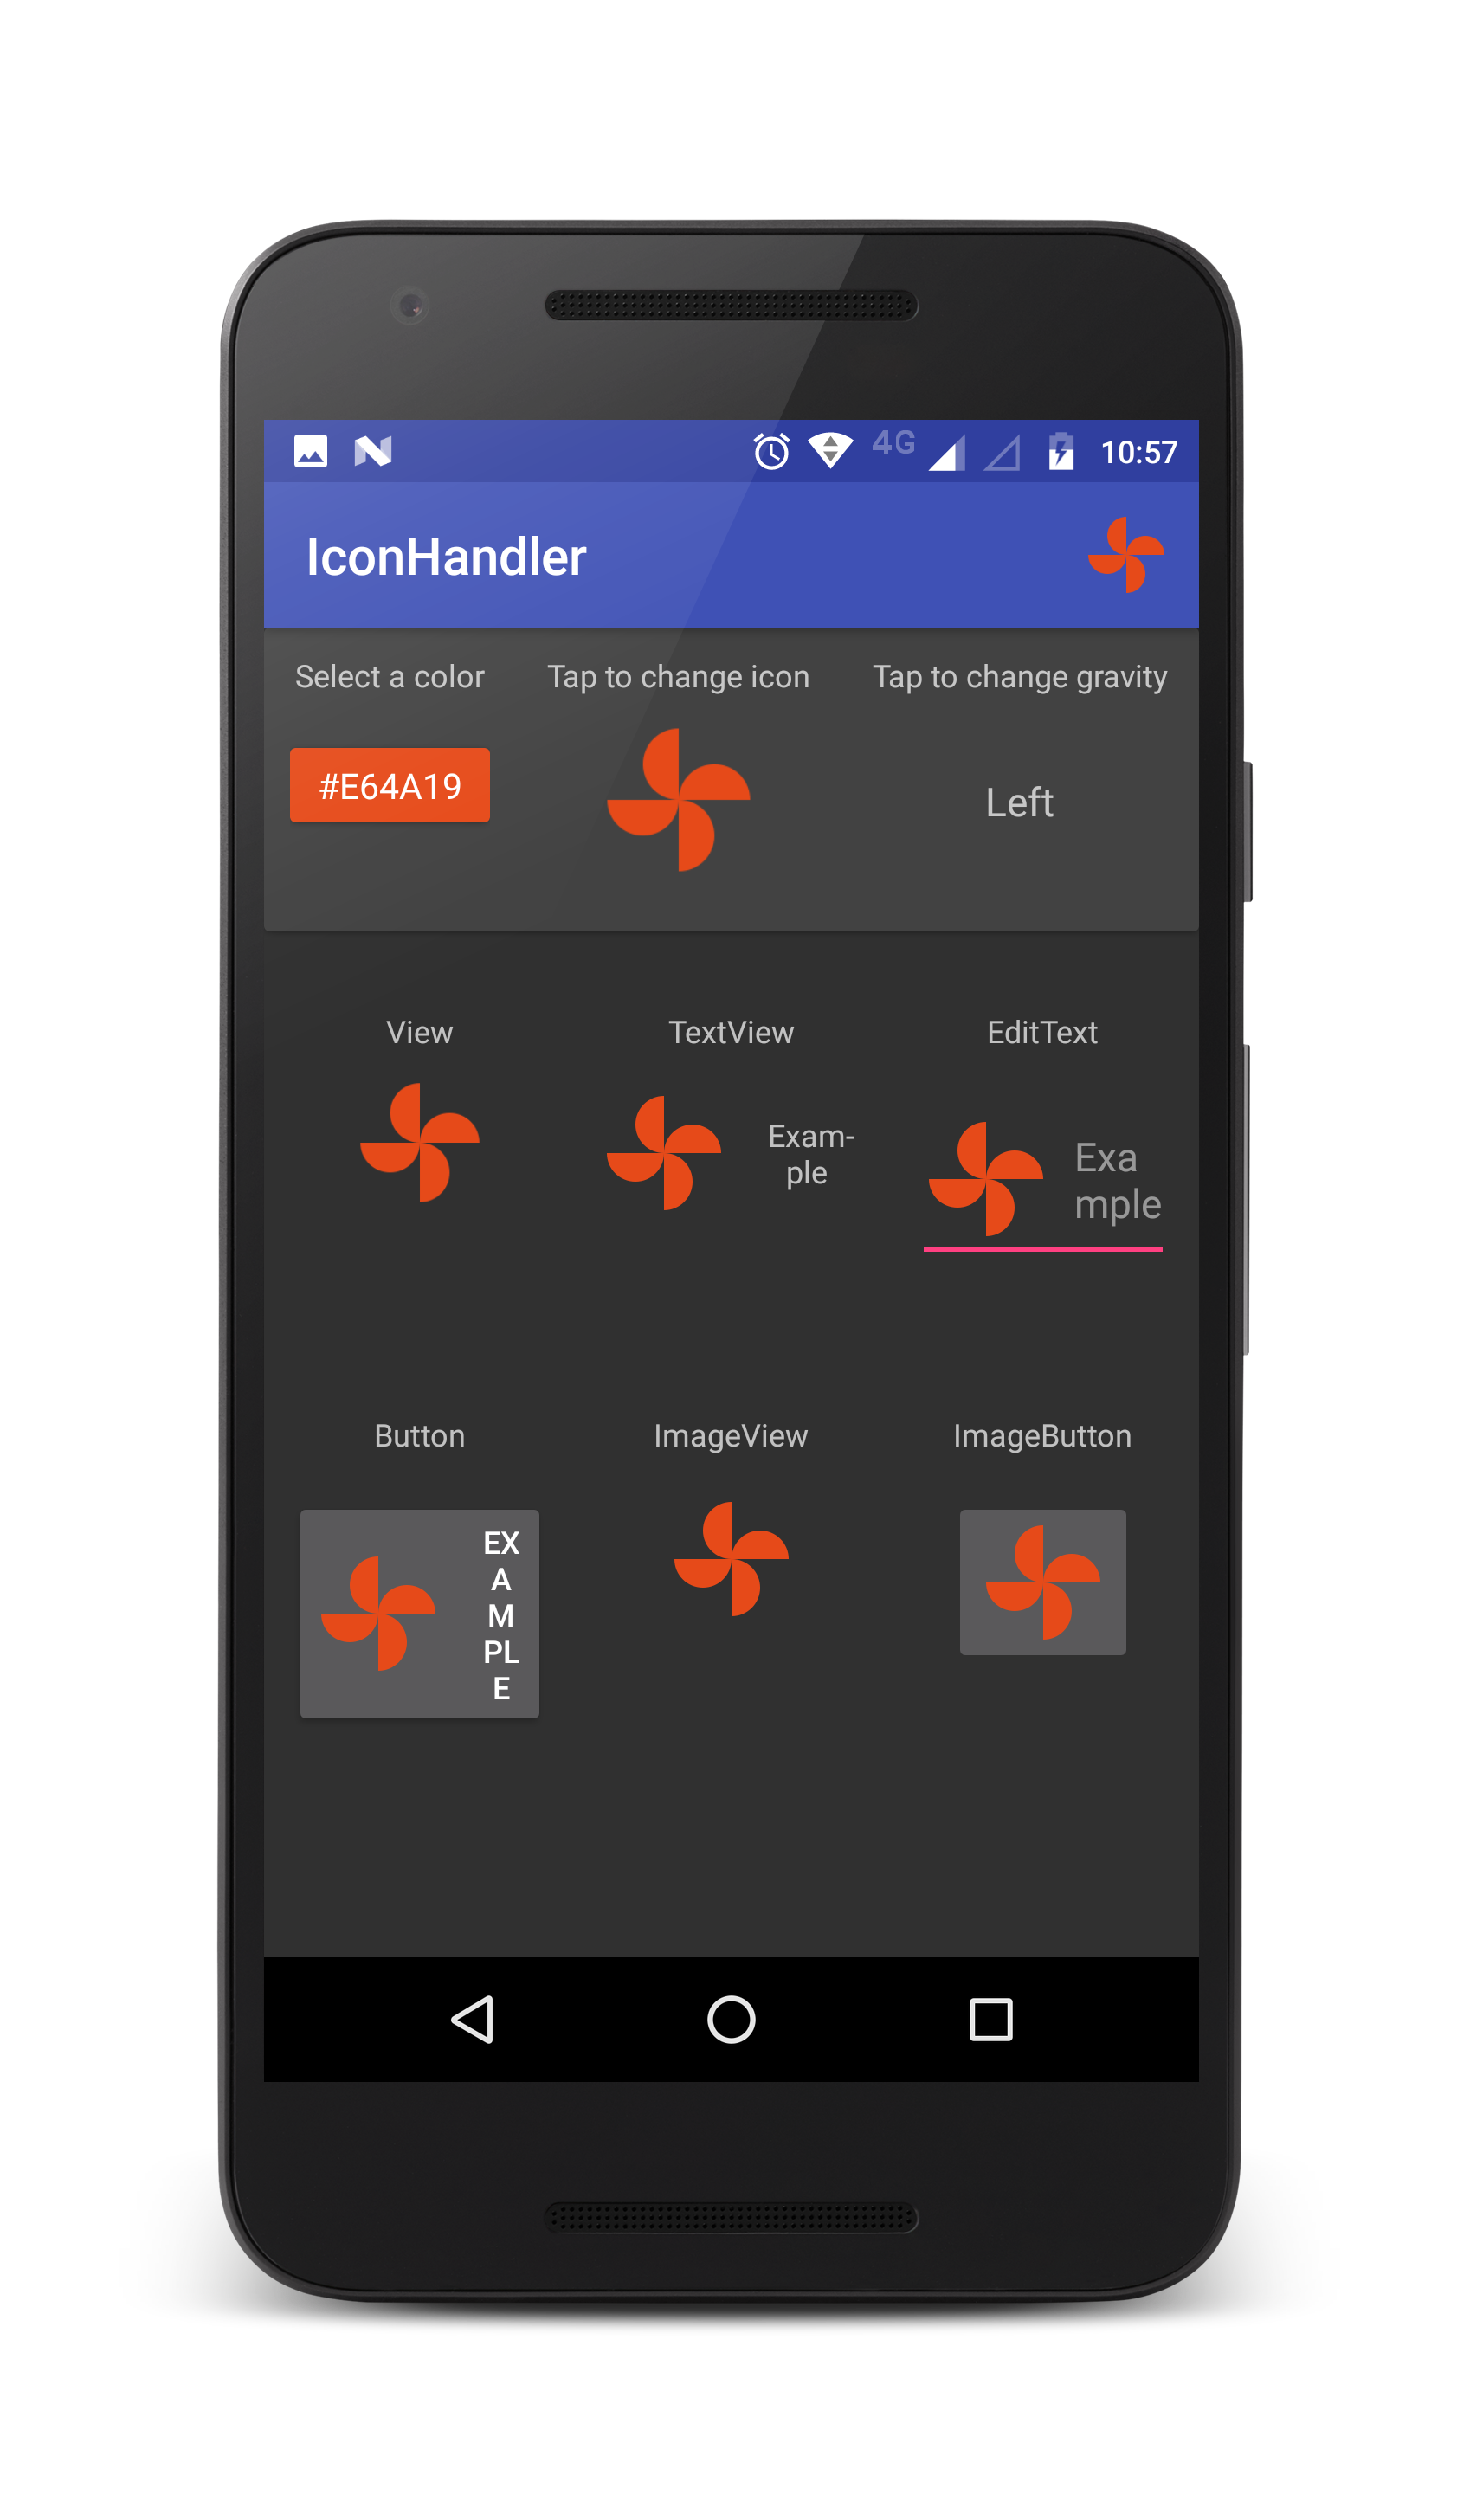 4G 10:57
IconHandler
Select a color Tap to change icon Tap to change gravity
#E64A19
Left
View TextView EditText
Exam-
ple
Exa
mple
Button ImageView ImageButton
EX
A
M
PL
E